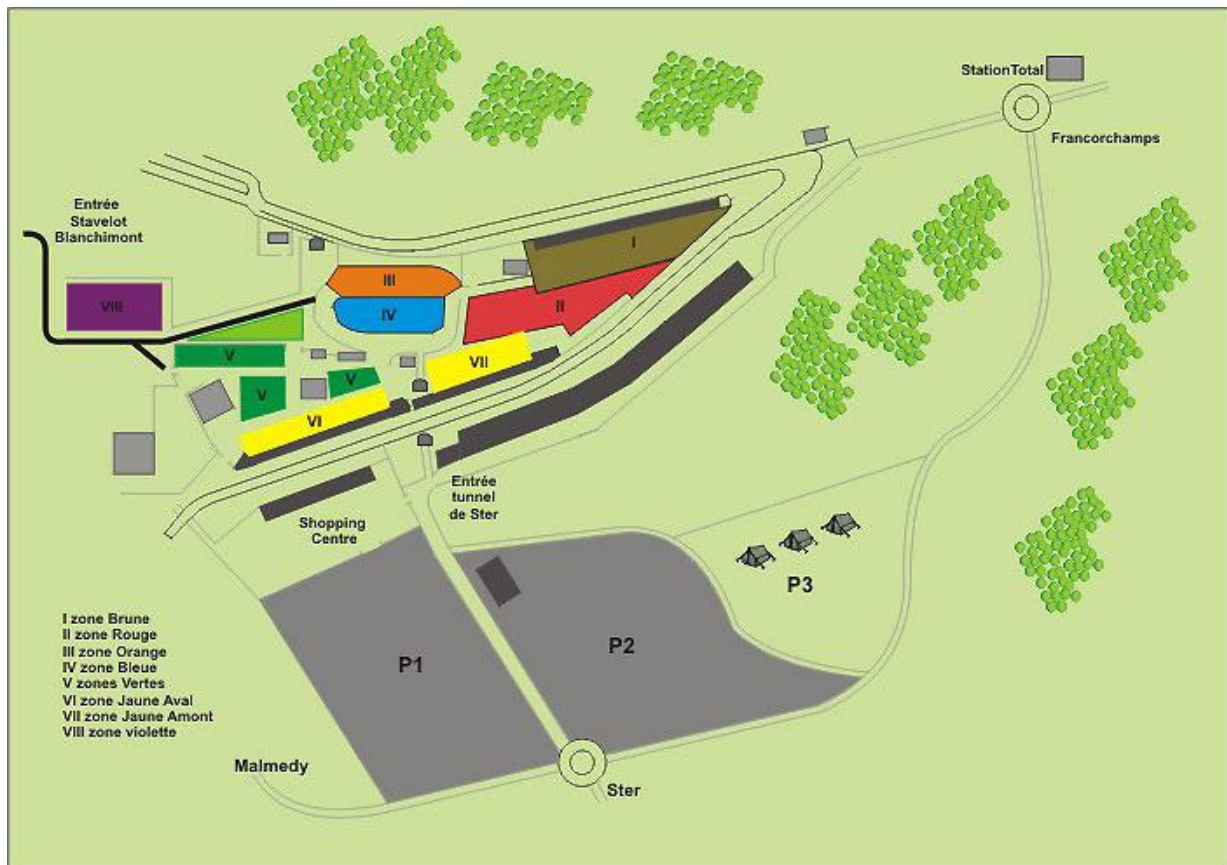 StationTotal
Francorchamps
Entrée
Stavelot
Blanchimont
I
III
VIII
IV
II
V
VII
V
V
VI
Entrée
tunnel
de Ster
Shopping
Centre
P3
P2
P1
I zone Brune
II zone Rouge
III zone Orange
IV zone Bleue
V zones Vertes
VI zone Jaune Aval
VII zone Jaune Amont
VIII zone violette
Malmedy
Ster